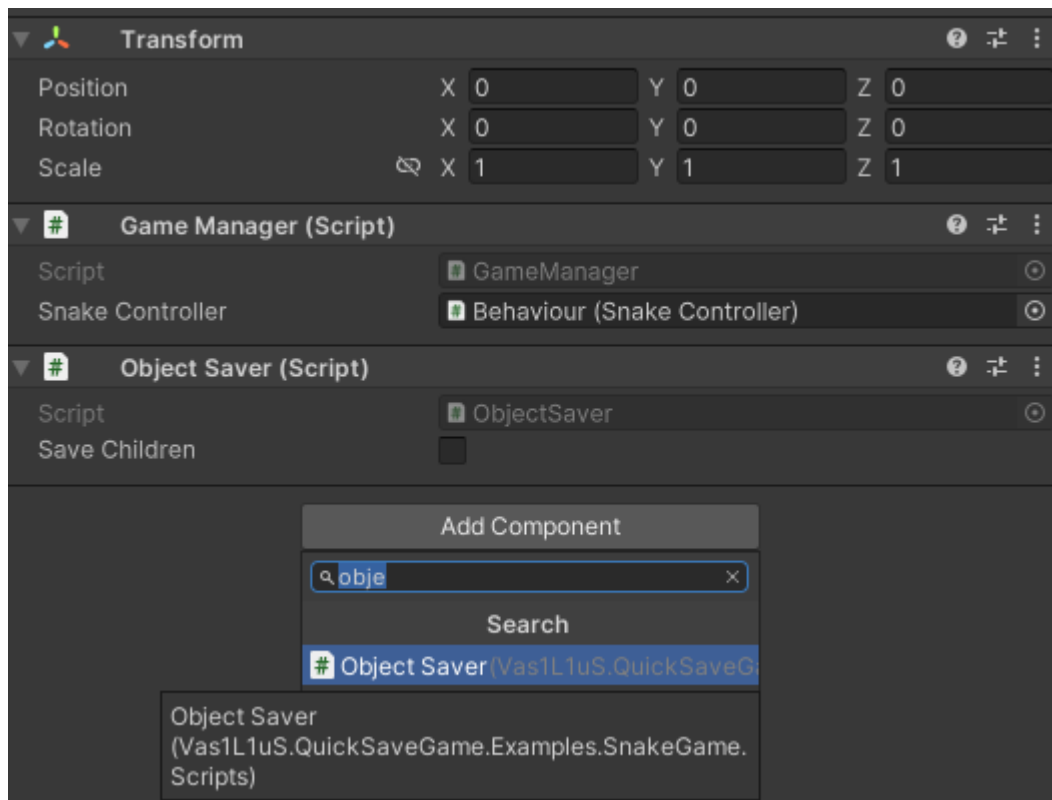 Transform
Position X 0 Y 0 Z 0
Rotation X 0 Y 0 Z 0
Scale X 1 Y 1 Z 1
# Game Manager (Script)
Script # GameManager
Snake Controller # Behaviour (Snake Controller)
# Object Saver (Script)
Script # ObjectSaver
Save Children
Add Component
obje
Search
# Object Saver (Vas1L1uS.QuickSaveGa
Object Saver
(Vas1L1uS.QuickSaveGame.Examples.SnakeGame.
Scripts)